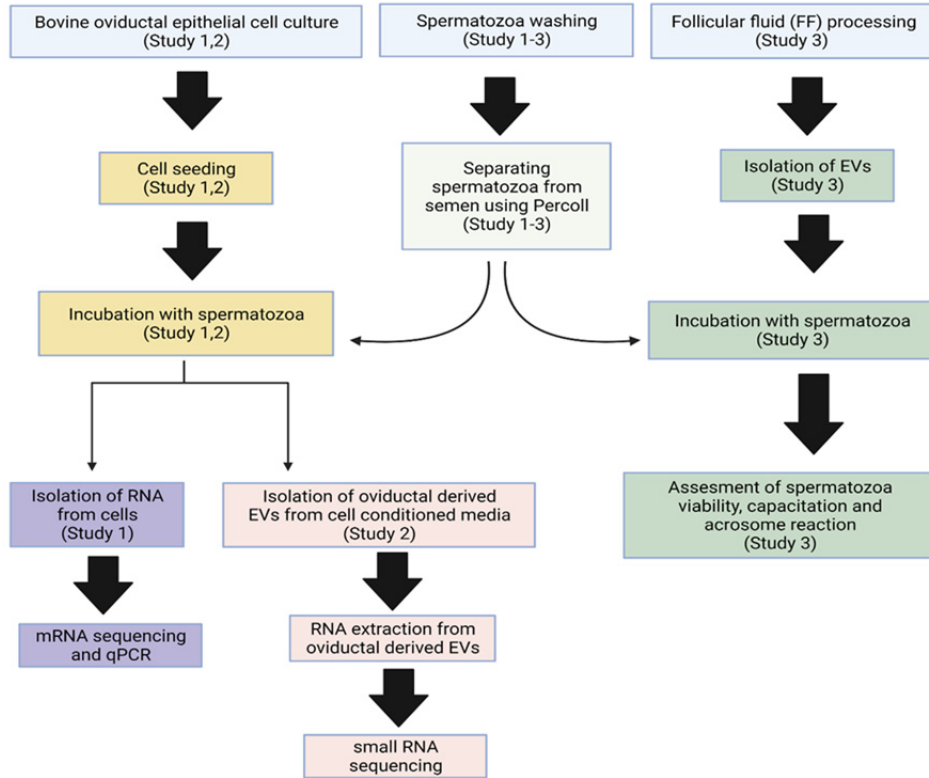 Bovine oviductal epithelial cell culture
(Study 1,2)
Spermatozoa washing
(Study 1-3)
Follicular fluid (FF) processing
(Study 3)
Cell seeding
(Study 1,2)
Separating
spermatozoa from
semen using Percoll
(Study 1-3)
Isolation of EVs
(Study 3)
Incubation with spermatozoa
(Study 1,2)
Incubation with spermatozoa
(Study 3)
Isolation of RNA
from cells
(Study 1)
Isolation of oviductal derived
EVs from cell conditioned media
(Study 2)
Assesment of spermatozoa
viability, capacitation and
acrosome reaction
(Study 3)
mRNA sequencing
and qPCR
RNA extraction from
oviductal derived EVs
small RNA
sequencing